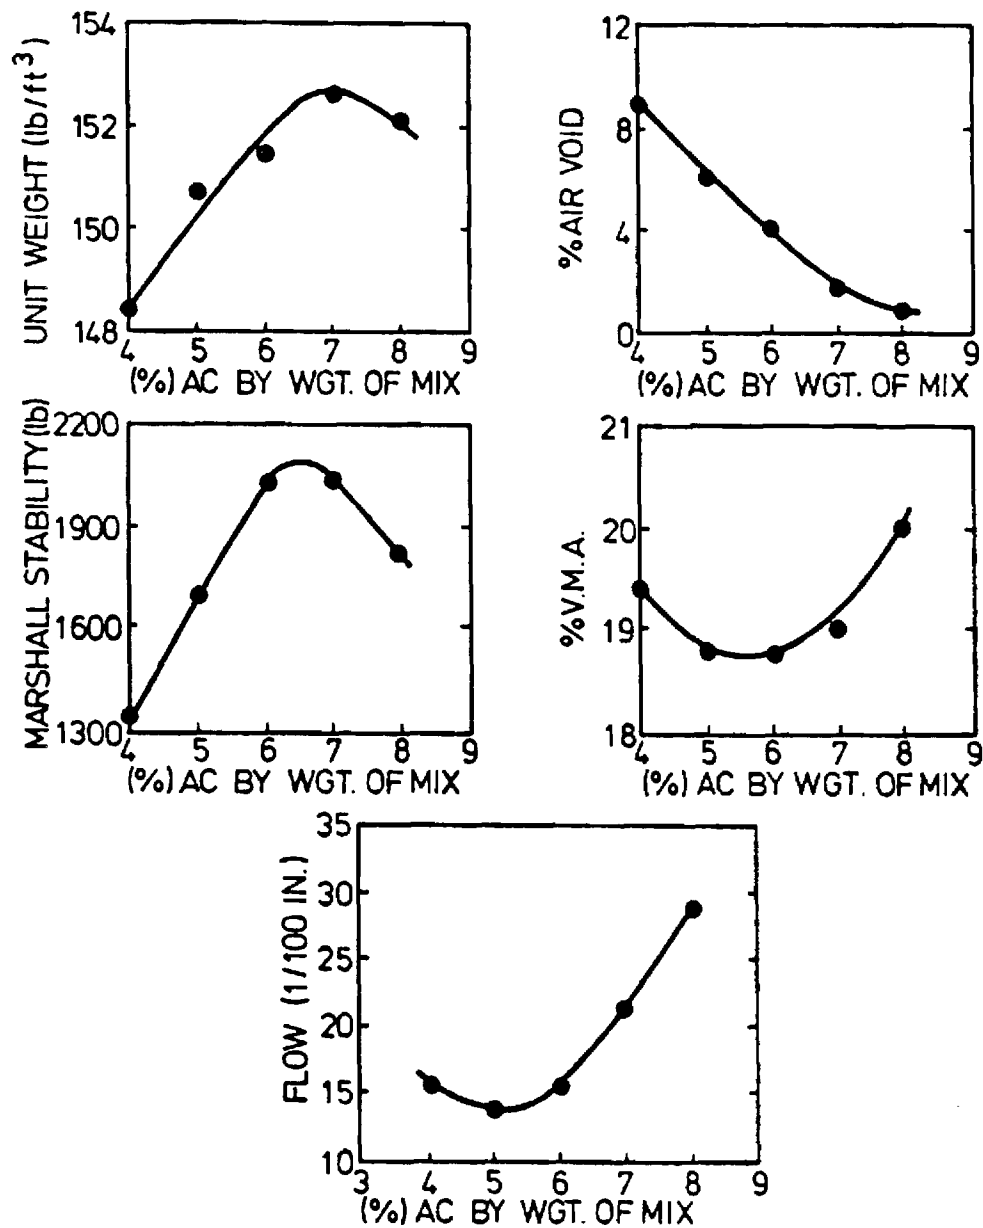 UNIT WEIGHT (lb/ft³)
154
152
150
148
4 5 6 7 8 9
(%) AC BY WGT. OF MIX
% AIR VOID
12
8
4
0
4 5 6 7 8 9
(%) AC BY WGT. OF MIX
MARSHALL STABILITY (lb)
2200
1900
1600
1300
4 5 6 7 8 9
(%) AC BY WGT. OF MIX
% V.M.A.
21
20
19
18
4 5 6 7 8 9
(%) AC BY WGT. OF MIX
FLOW (1/100 IN.)
35
30
25
20
15
10
3 4 5 6 7 8 9
(%) AC BY WGT. OF MIX